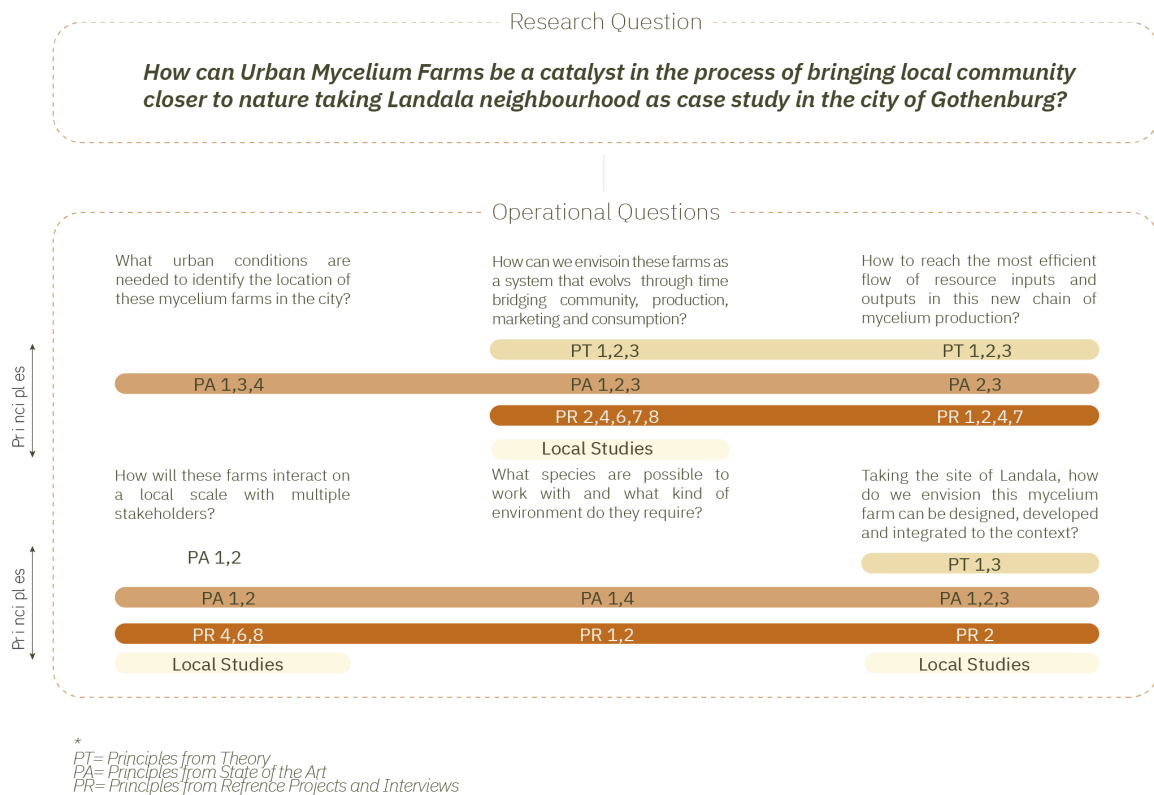 Research Question
How can Urban Mycelium Farms be a catalyst in the process of bringing local community
closer to nature taking Landala neighbourhood as case study in the city of Gothenburg?
Operational Questions
What urban conditions are
needed to identify the location of
these mycelium farms in the city?
How can we envisoin these farms as
a system that evolvs through time
bridging community, production,
marketing and consumption?
How to reach the most efficient
flow of resource inputs and
outputs in this new chain of
mycelium production?
Principles
PT 1,2,3
PT 1,2,3
PA 1,3,4
PA 1,2,3
PA 2,3
PR 2,4,6,7,8
PR 1,2,4,7
Local Studies
How will these farms interact on
a local scale with multiple
stakeholders?
What species are possible to
work with and what kind of
environment do they require?
Taking the site of Landala, how
do we envision this mycelium
farm can be designed, developed
and integrated to the context?
Principles
PA 1,2
PT 1,3
PA 1,2
PA 1,4
PA 1,2,3
PR 4,6,8
PR 1,2
PR 2
Local Studies
Local Studies
*
PT= Principles from Theory
PA= Principles from State of the Art
PR= Principles from Refrence Projects and Interviews